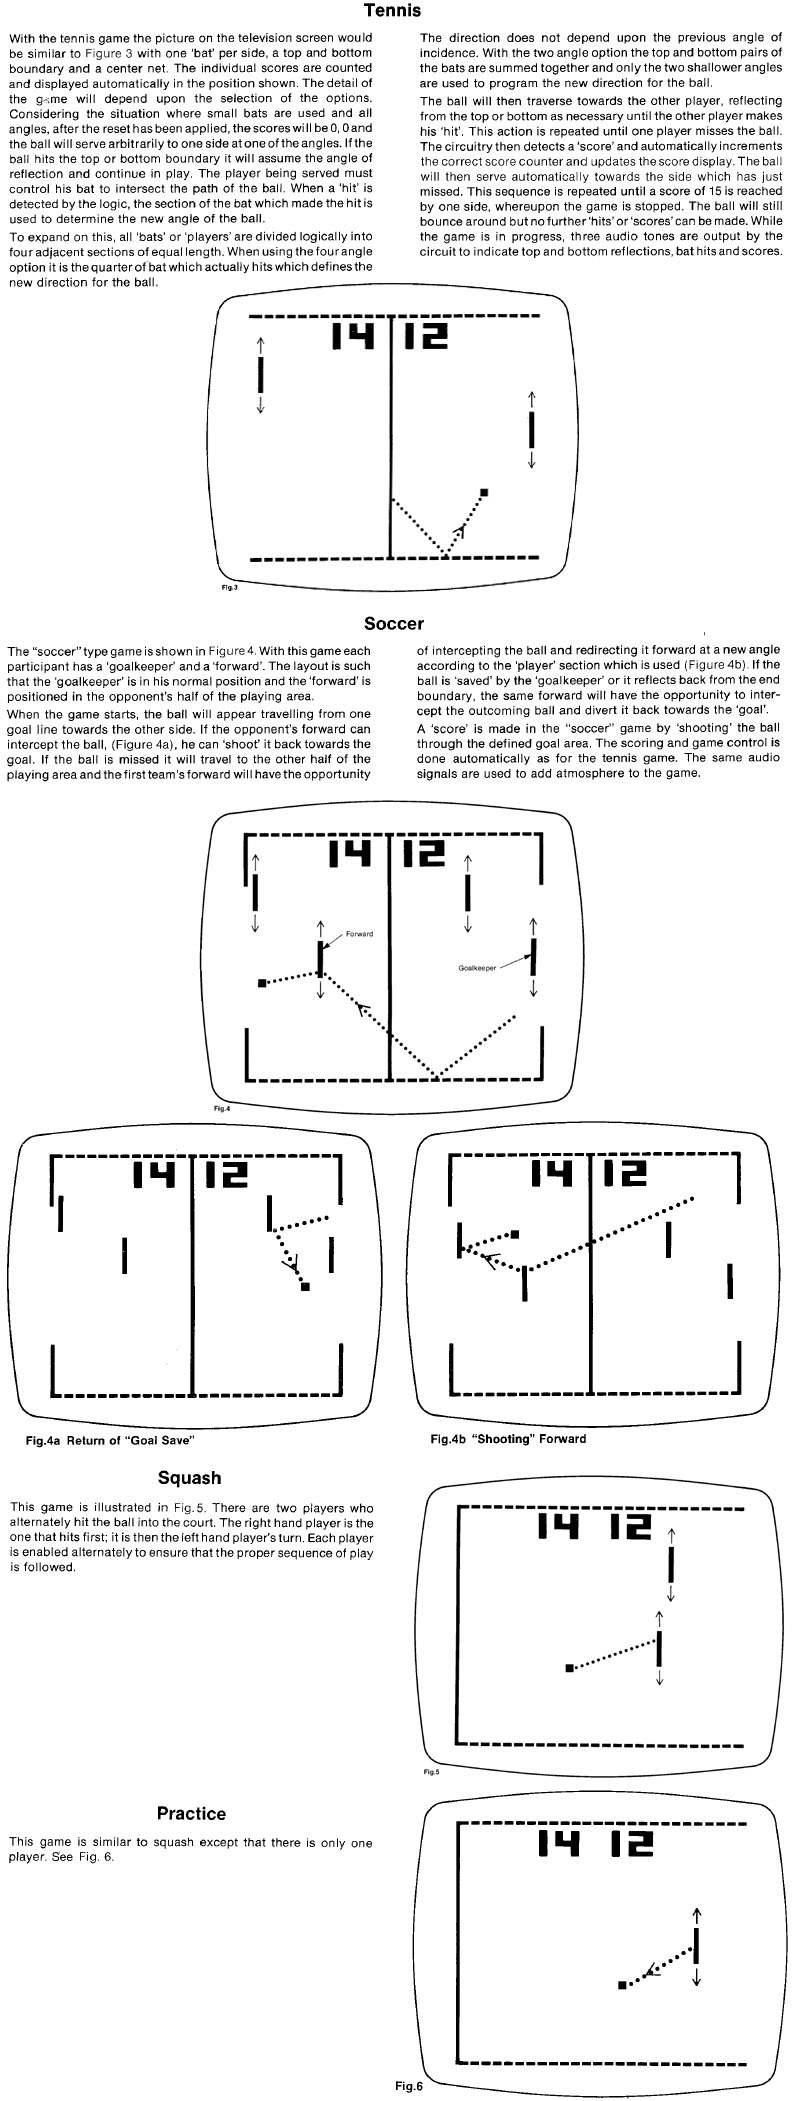 Tennis
With the tennis game the picture on the television screen would
be similar to Figure 3 with one 'bat' per side, a top and bottom
boundary and a center net. The individual scores are counted
and displayed automatically in the position shown. The detail of
the game will depend upon the selection of the options.
Considering the situation where small bats are used and all
angles, after the reset has been applied, the scores will be 0, 0 and
the ball will serve arbitrarily to one side at one of the angles. If the
ball hits the top or bottom boundary it will assume the angle of
reflection and continue in play. The player being served must
control his bat to intersect the path of the ball. When a 'hit' is
detected by the logic, the section of the bat which made the hit is
used to determine the new angle of the ball.
To expand on this, all 'bats' or 'players' are divided logically into
four adjacent sections of equal length. When using the four angle
option it is the quarter of bat which actually hits which defines the
new direction for the ball.
The direction does not depend upon the previous angle of
incidence. With the two angle option the top and bottom pairs of
the bats are summed together and only the two shallower angles
are used to program the new direction for the ball.
The ball will then traverse towards the other player, reflecting
from the top or bottom as necessary until the other player makes
his 'hit'. This action is repeated until one player misses the ball.
The circuitry then detects a 'score' and automatically increments
the correct score counter and updates the score display. The ball
will then serve automatically towards the side which has just
missed. This sequence is repeated until a score of 15 is reached
by one side, whereupon the game is stopped. The ball will still
bounce around but no further 'hits' or 'scores' can be made. While
the game is in progress, three audio tones are output by the
circuit to indicate top and bottom reflections, bat hits and scores.
14 12
Fig.3
Soccer
The "soccer" type game is shown in Figure 4. With this game each
participant has a 'goalkeeper' and a 'forward'. The layout is such
that the 'goalkeeper' is in his normal position and the 'forward' is
positioned in the opponent's half of the playing area.
When the game starts, the ball will appear travelling from one
goal line towards the other side. If the opponent's forward can
intercept the ball, (Figure 4a), he can 'shoot' it back towards the
goal. If the ball is missed it will travel to the other half of the
playing area and the first team's forward will have the opportunity
of intercepting the ball and redirecting it forward at a new angle
according to the 'player' section which is used (Figure 4b). If the
ball is 'saved' by the 'goalkeeper' or it reflects back from the end
boundary, the same forward will have the opportunity to inter-
cept the outcoming ball and divert it back towards the 'goal'.
A 'score' is made in the "soccer" game by 'shooting' the ball
through the defined goal area. The scoring and game control is
done automatically as for the tennis game. The same audio
signals are used to add atmosphere to the game.
14 12
Forward
Goalkeeper
Fig.4
14 12
Fig.4a Return of "Goal Save"
14 12
Fig.4b "Shooting" Forward
Squash
This game is illustrated in Fig. 5. There are two players who
alternately hit the ball into the court. The right hand player is the
one that hits first; it is then the left hand player's turn. Each player
is enabled alternately to ensure that the proper sequence of play
is followed.
14 12
Fig.5
Practice
This game is similar to squash except that there is only one
player. See Fig. 6.
14 12
Fig.6